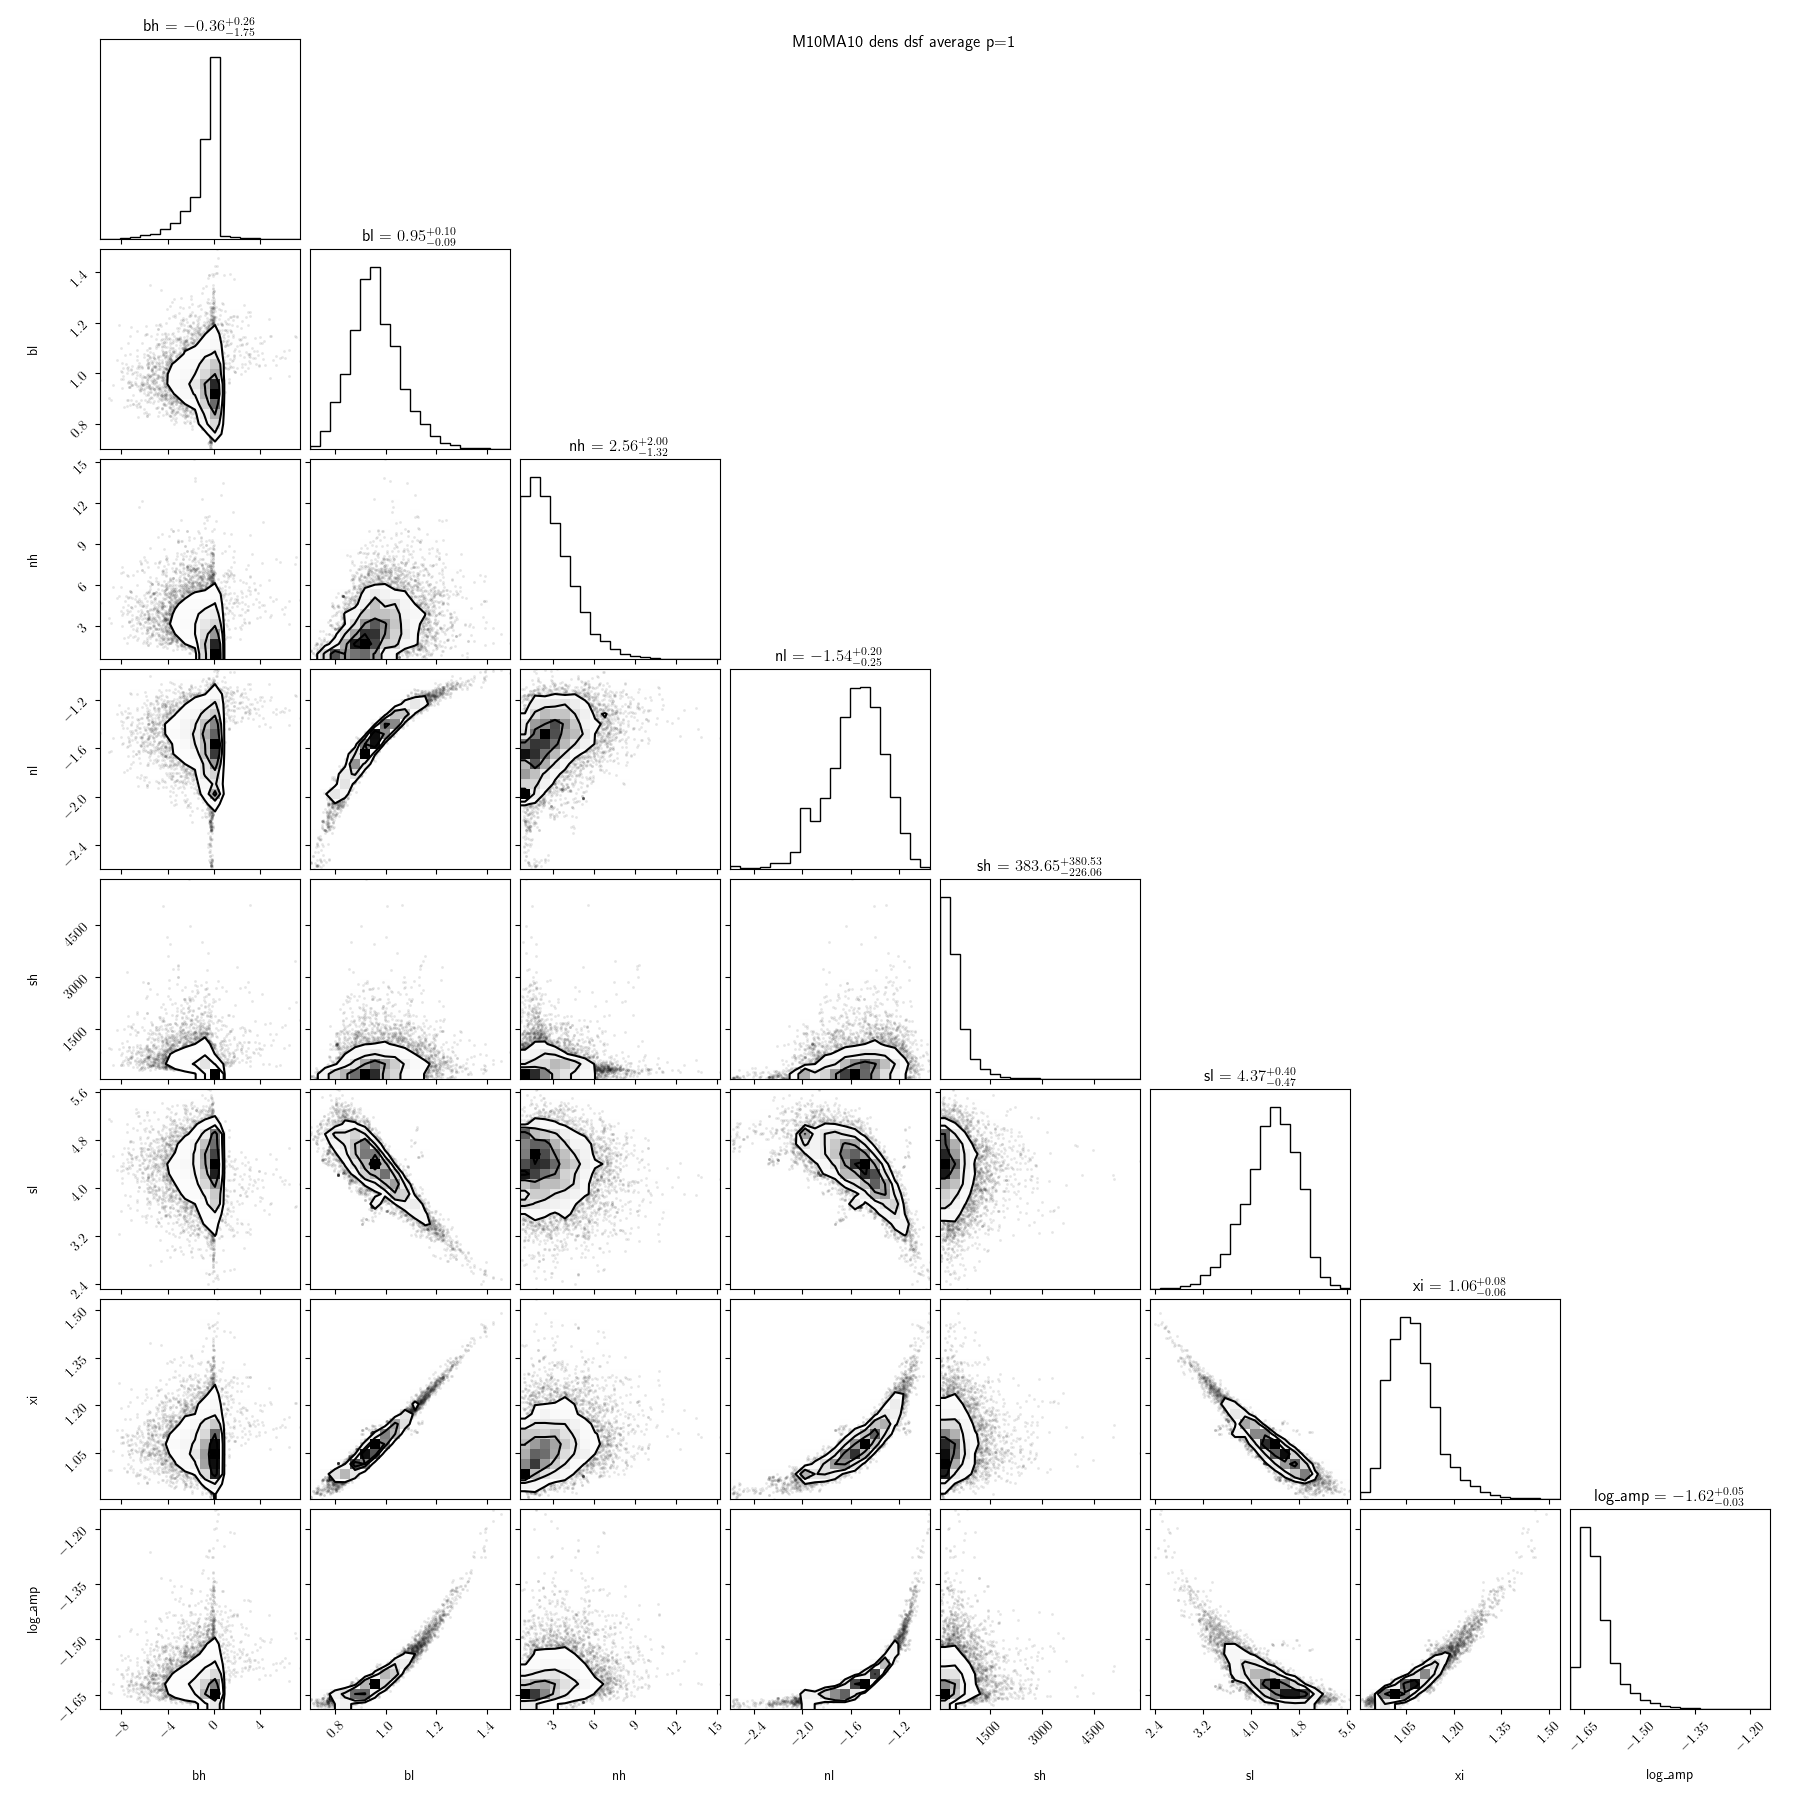 bh = −0.36 +0.26 −1.75
M10MA10 dens dsf average p=1
bl = 0.95 +0.10 −0.09
bl
1.4
1.2
1.0
0.8
nh = 2.56 +2.00 −1.32
nh
15
12
9
6
3
nl = −1.54 +0.20 −0.25
nl
−1.2
−1.6
−2.0
−2.4
sh = 383.65 +380.53 −226.06
sh
4500
3000
1500
sl = 4.37 +0.40 −0.47
sl
5.6
4.8
4.0
3.2
2.4
xi = 1.06 +0.08 −0.06
xi
1.50
1.35
1.20
1.05
log_amp = −1.62 +0.05 −0.03
log_amp
−1.20
−1.35
−1.50
−1.65
−8 −4 0 4 0.8 1.0 1.2 1.4 3 6 9 12 15 −2.4 −2.0 −1.6 −1.2 1500 3000 4500 2.4 3.2 4.0 4.8 5.6 1.05 1.20 1.35 1.50 −1.65 −1.50 −1.35 −1.20
bh bl nh nl sh sl xi log_amp